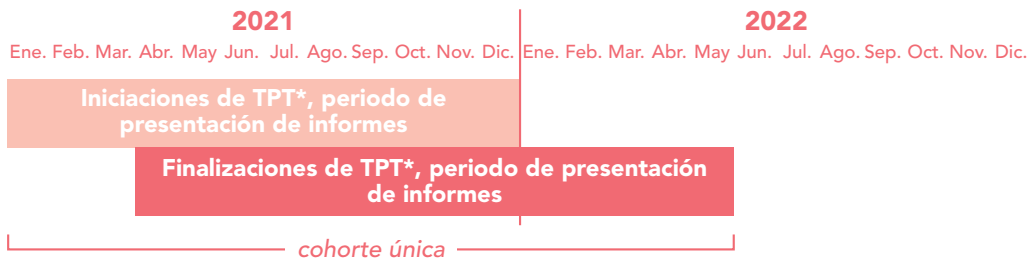 2021 2022
Ene. Feb. Mar. Abr. May Jun. Jul. Ago. Sep. Oct. Nov. Dic. Ene. Feb. Mar. Abr. May Jun. Jul. Ago. Sep. Oct. Nov. Dic.
Iniciaciones de TPT*, periodo de
presentación de informes
Finalizaciones de TPT*, periodo de presentación
de informes
cohorte única